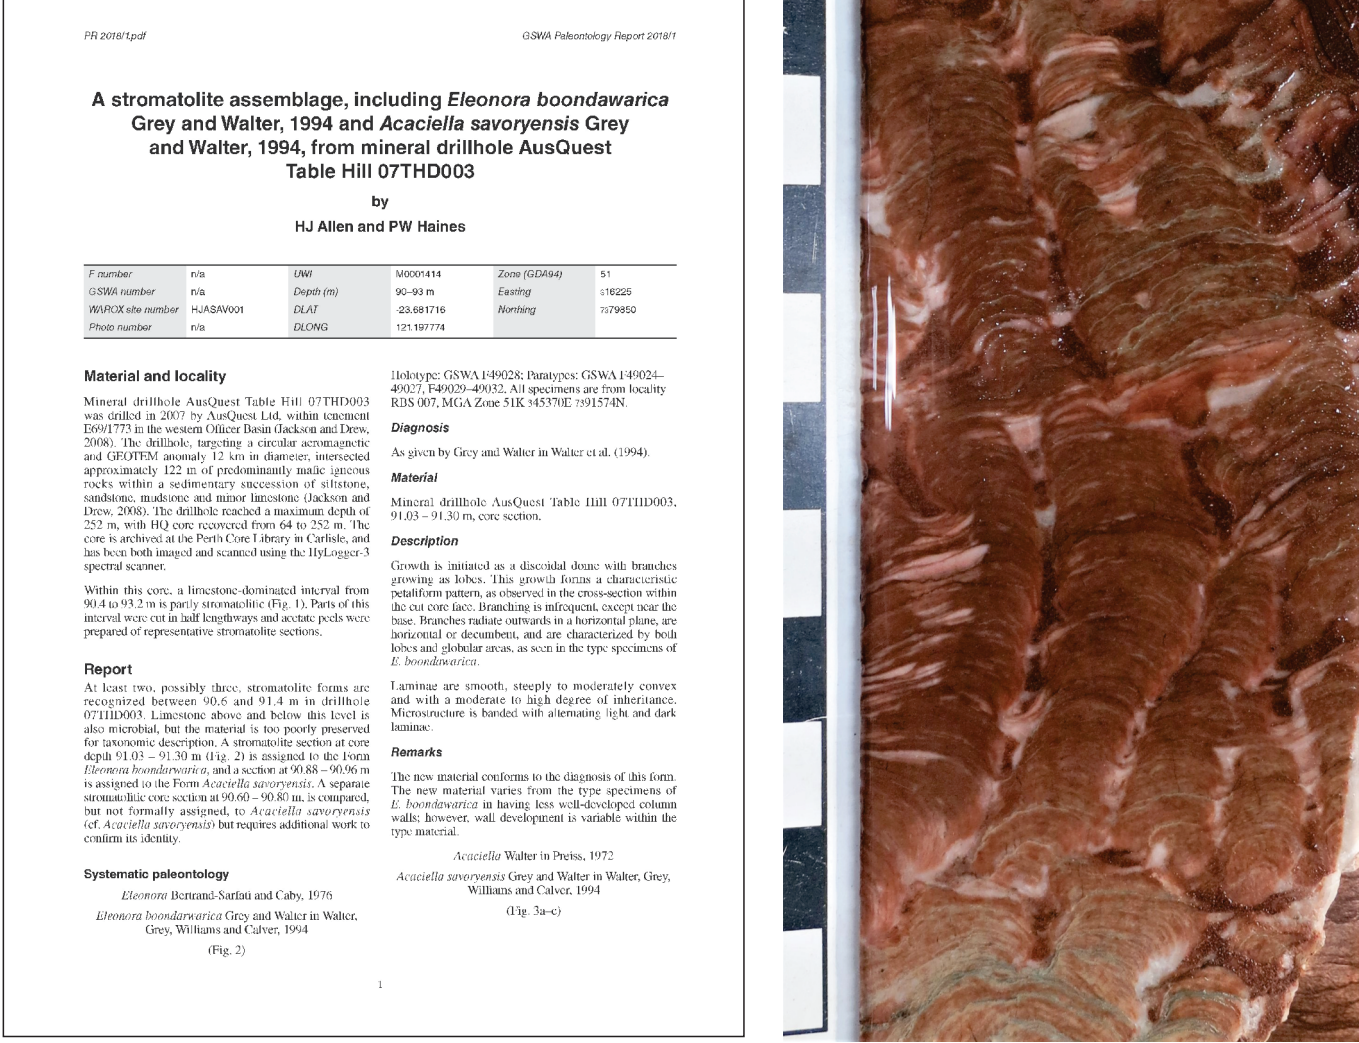 PR 2018/1.pdf
GSWA Paleontology Report 2018/1
A stromatolite assemblage, including Eleonora boondawarica
Grey and Walter, 1994 and Acaciella savoryensis Grey
and Walter, 1994, from mineral drillhole AusQuest
Table Hill 07THD003
by
HJ Allen and PW Haines
F number n/a UWI M0001414 Zone (GDA94) 51
GSWA number n/a Depth (m) 90–93 m Easting 316225
WAROX site number HJASAV001 DLAT -23.681716 Northing 7379850
Photo number n/a DLONG 121.197774
Material and locality
Mineral drillhole AusQuest Table Hill 07THD003
was drilled in 2007 by AusQuest Ltd, within tenement
E69/1773 in the western Officer Basin (Jackson and Drew,
2008). The drillhole, targeting a circular aeromagnetic
and GEOTEM anomaly 12 km in diameter, intersected
approximately 122 m of predominantly mafic igneous
rocks within a sedimentary succession of siltstone,
sandstone, mudstone and minor limestone (Jackson and
Drew, 2008). The drillhole reached a maximum depth of
252 m, with HQ core recovered from 64 to 252 m. The
core is archived at the Perth Core Library in Carlisle, and
has been both imaged and scanned using the HyLogger-3
spectral scanner.
Within this core, a limestone-dominated interval from
90.4 to 93.2 m is partly stromatolitic (Fig. 1). Parts of this
interval were cut in half lengthways and acetate peels were
prepared of representative stromatolite sections.
Report
At least two, possibly three, stromatolite forms are
recognized between 90.6 and 91.4 m in drillhole
07THD003. Limestone above and below this level is
also microbial, but the material is too poorly preserved
for taxonomic description. A stromatolite section at core
depth 91.03 – 91.30 m (Fig. 2) is assigned to the Form
Eleonora boondarwarica, and a section at 90.88 – 90.96 m
is assigned to the Form Acaciella savoryensis. A separate
stromatolitic core section at 90.60 – 90.80 m, is compared,
but not formally assigned, to Acaciella savoryensis
(cf. Acaciella savoryensis) but requires additional work to
confirm its identity.
Systematic paleontology
Eleonora Bertrand-Sarfati and Caby, 1976
Eleonora boondarwarica Grey and Walter in Walter,
Grey, Williams and Calver, 1994
(Fig. 2)
Holotype: GSWA F49028; Paratypes: GSWA F49024–
49027, F49029–49032. All specimens are from locality
RBS 007, MGA Zone 51K 345370E 7391574N.
Diagnosis
As given by Grey and Walter in Walter et al. (1994).
Material
Mineral drillhole AusQuest Table Hill 07THD003,
91.03 – 91.30 m, core section.
Description
Growth is initiated as a discoidal dome with branches
growing as lobes. This growth forms a characteristic
petaliform pattern, as observed in the cross-section within
the cut core face. Branching is infrequent, except near the
base. Branches radiate outwards in a horizontal plane, are
horizontal or decumbent, and are characterized by both
lobes and globular areas, as seen in the type specimens of
E. boondawarica.
Laminae are smooth, steeply to moderately convex
and with a moderate to high degree of inheritance.
Microstructure is banded with alternating light and dark
laminae.
Remarks
The new material conforms to the diagnosis of this form.
The new material varies from the type specimens of
E. boondawarica in having less well-developed column
walls; however, wall development is variable within the
type material.
Acaciella Walter in Preiss, 1972
Acaciella savoryensis Grey and Walter in Walter, Grey,
Williams and Calver, 1994
(Fig. 3a–c)
1